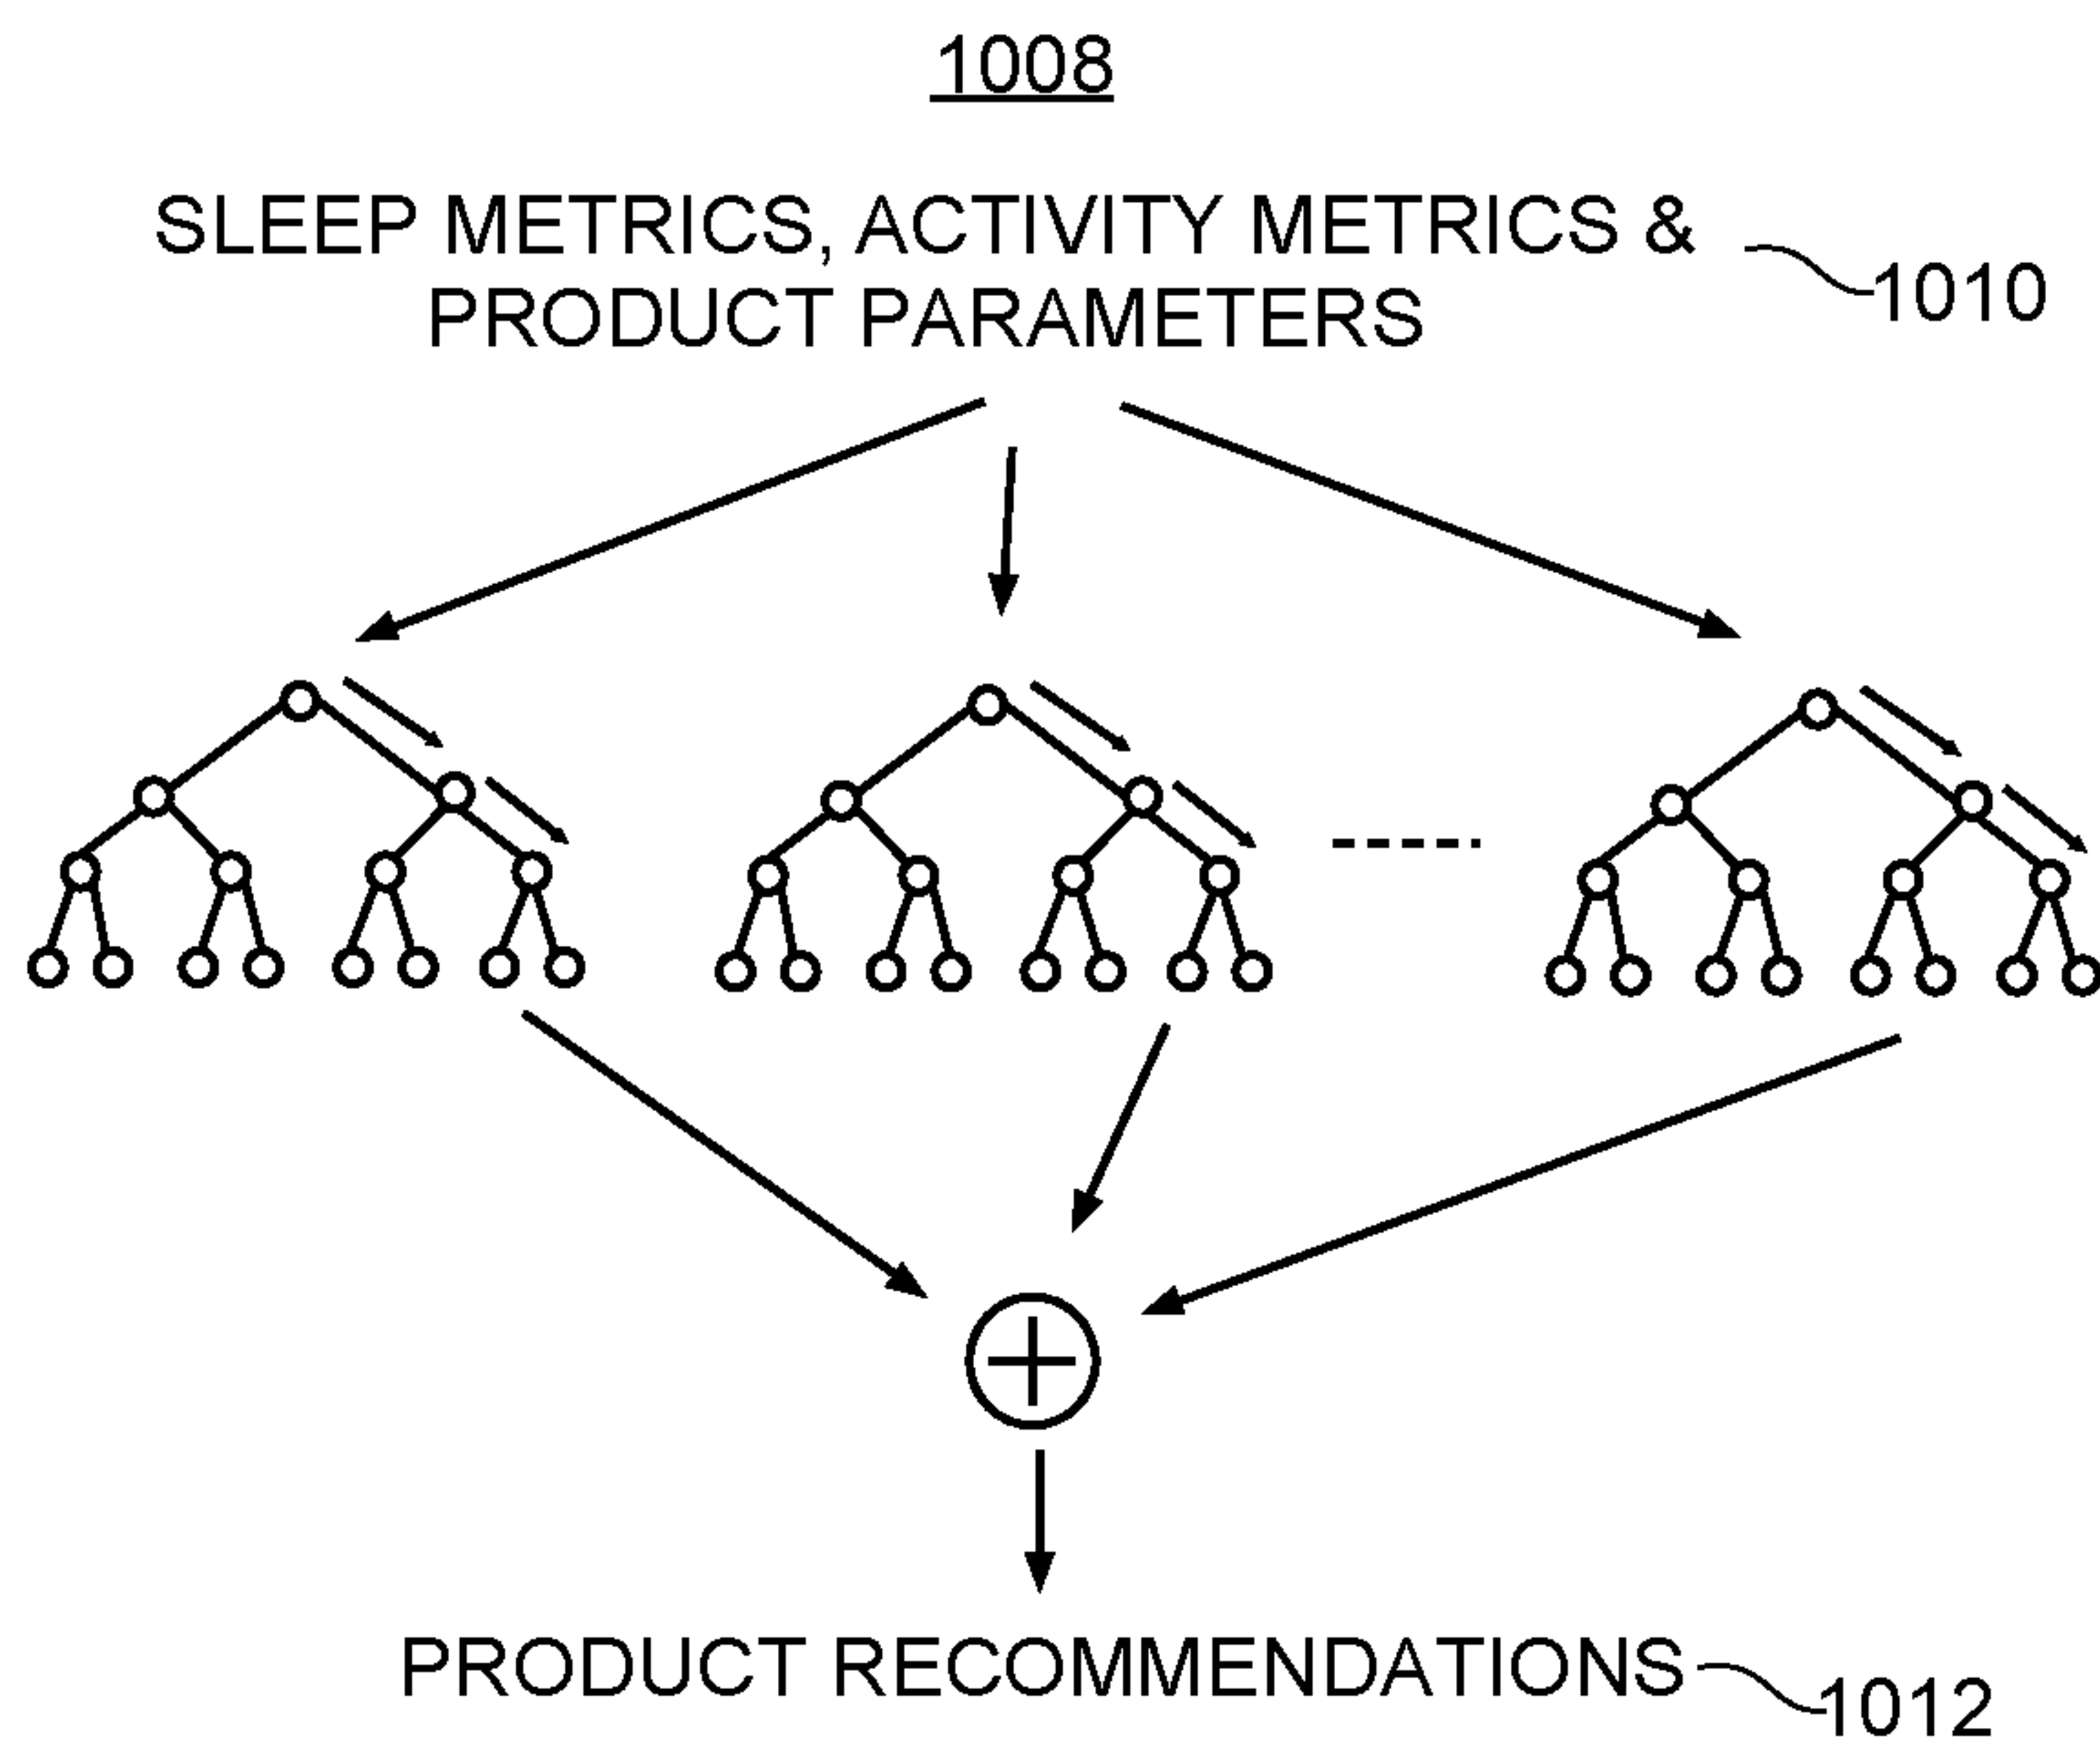 1008
SLEEP METRICS, ACTIVITY METRICS &
PRODUCT PARAMETERS
1010
PRODUCT RECOMMENDATIONS
1012